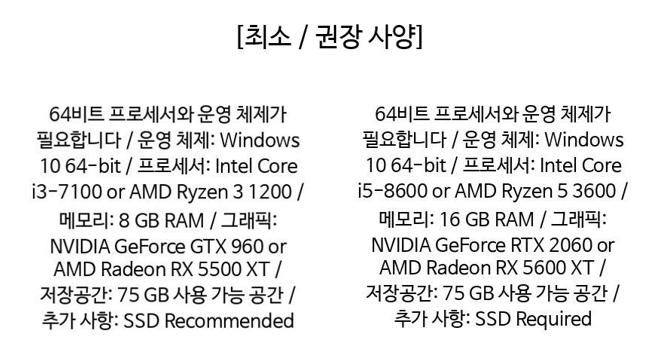 [최소 / 권장 사양]
64비트 프로세서와 운영 체제가
필요합니다 / 운영 체제: Windows
10 64-bit / 프로세서: Intel Core
i3-7100 or AMD Ryzen 3 1200 /
메모리: 8 GB RAM / 그래픽:
NVIDIA GeForce GTX 960 or
AMD Radeon RX 5500 XT /
저장공간: 75 GB 사용 가능 공간 /
추가 사항: SSD Recommended
64비트 프로세서와 운영 체제가
필요합니다 / 운영 체제: Windows
10 64-bit / 프로세서: Intel Core
i5-8600 or AMD Ryzen 5 3600 /
메모리: 16 GB RAM / 그래픽:
NVIDIA GeForce RTX 2060 or
AMD Radeon RX 5600 XT /
저장공간: 75 GB 사용 가능 공간 /
추가 사항: SSD Required